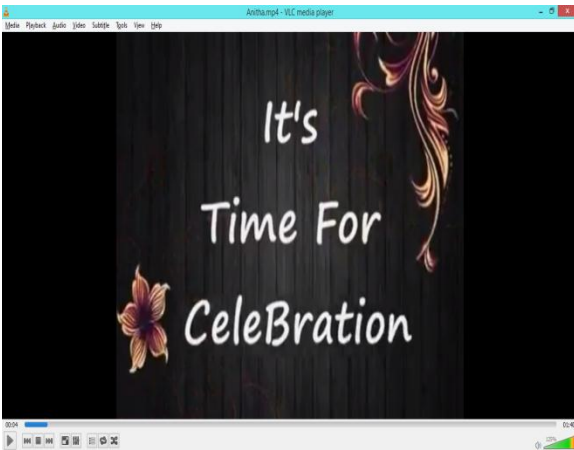 Anitha.mp4 - VLC media player
Media Playback Audio Video Subtitle Tools View Help
It's
Time For
CeleBration
00:04 01:40